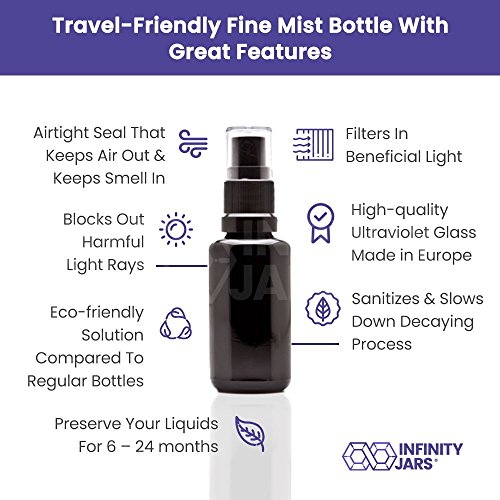 Travel-Friendly Fine Mist Bottle With
Great Features
Airtight Seal That
Keeps Air Out &
Keeps Smell In
Filters In
Beneficial Light
Blocks Out
Harmful
Light Rays
High-quality
Ultraviolet Glass
Made in Europe
Eco-friendly
Solution
Compared To
Regular Bottles
Sanitizes & Slows
Down Decaying
Process
Preserve Your Liquids
For 6 – 24 months
INFINITY
JARS®
INFINITY
JARS